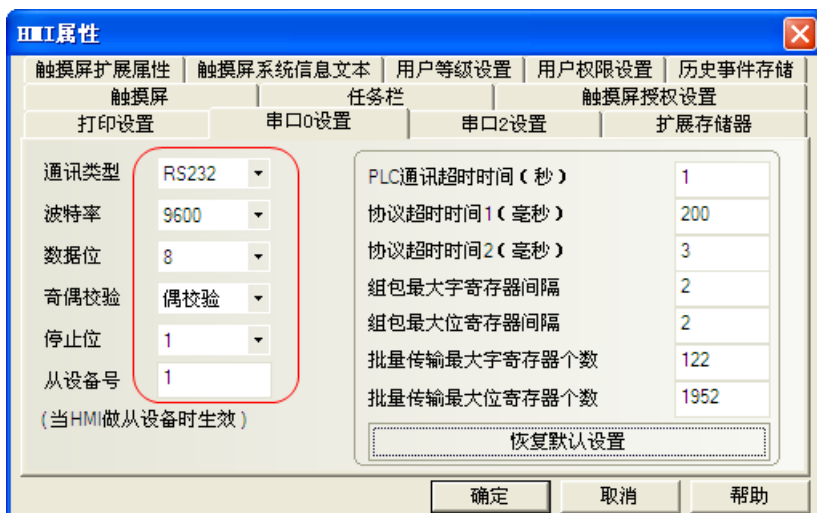 HMI属性
触摸屏扩展属性 触摸屏系统信息文本 用户等级设置 用户权限设置 历史事件存储
触摸屏 任务栏 触摸屏授权设置
打印设置 串口0设置 串口2设置 扩展存储器
通讯类型 RS232
波特率 9600
数据位 8
奇偶校验 偶校验
停止位 1
从设备号 1
(当HMI做从设备时生效)
PLC通讯超时时间(秒) 1
协议超时时间1(毫秒) 200
协议超时时间2(毫秒) 3
组包最大字寄存器间隔 2
组包最大位寄存器间隔 2
批量传输最大字寄存器个数 122
批量传输最大位寄存器个数 1952
恢复默认设置
确定 取消 帮助